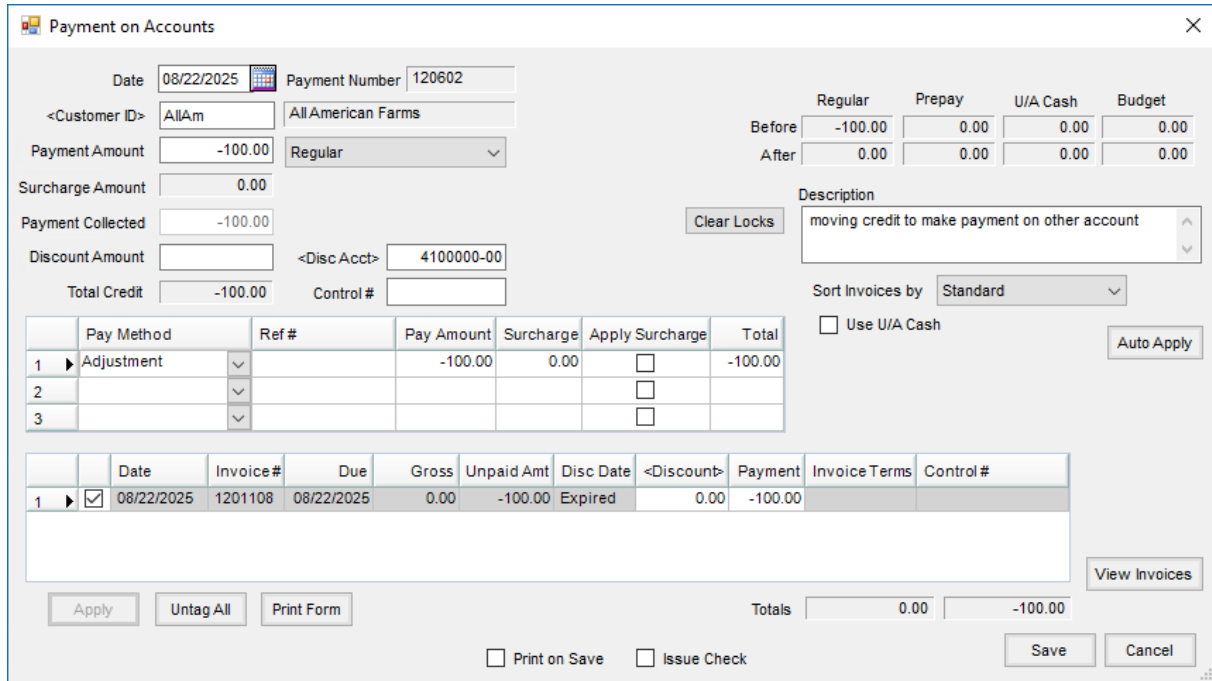 Payment on Accounts
Date 08/22/2025 Payment Number 120602
<Customer ID> AllAm All American Farms
Payment Amount -100.00 Regular
Surcharge Amount 0.00
Payment Collected -100.00
Discount Amount <Disc Acct> 4100000-00
Total Credit -100.00 Control #
Regular Prepay U/A Cash Budget
Before -100.00 0.00 0.00 0.00
After 0.00 0.00 0.00 0.00
Description
Clear Locks moving credit to make payment on other account
Sort Invoices by Standard
Use U/A Cash
Auto Apply
Pay Method Ref # Pay Amount Surcharge Apply Surcharge Total
1 Adjustment -100.00 0.00 -100.00
2
3
Date Invoice # Due Gross Unpaid Amt Disc Date <Discount> Payment Invoice Terms Control #
1 08/22/2025 1201108 08/22/2025 0.00 -100.00 Expired 0.00 -100.00
View Invoices
Apply Untag All Print Form Totals 0.00 -100.00
Print on Save Issue Check Save Cancel